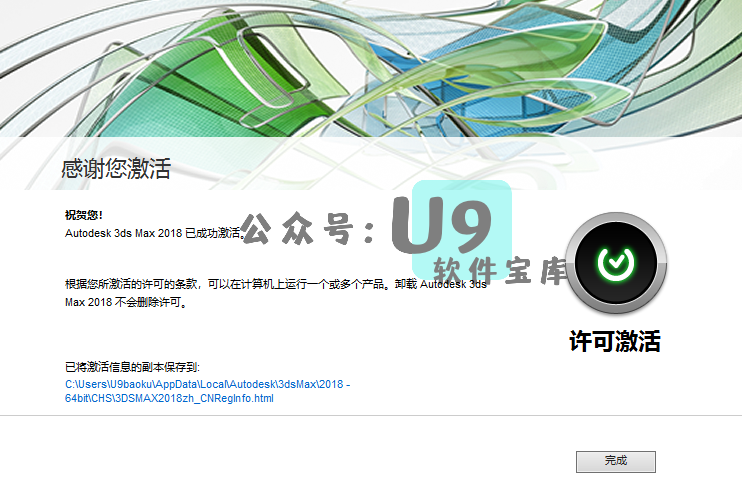 感谢您激活
祝贺您！
Autodesk 3ds Max 2018 已成功激活。
公众号：U9
软件宝库
根据您所激活的许可的条款，可以在计算机上运行一个或多个产品。卸载 Autodesk 3ds
Max 2018 不会删除许可。
许可激活
已将激活信息的副本保存到:
C:\Users\U9baoku\AppData\Local\Autodesk\3dsMax\2018 -
64bit\CHS\3DSMAX2018zh_CNRegInfo.html
完成